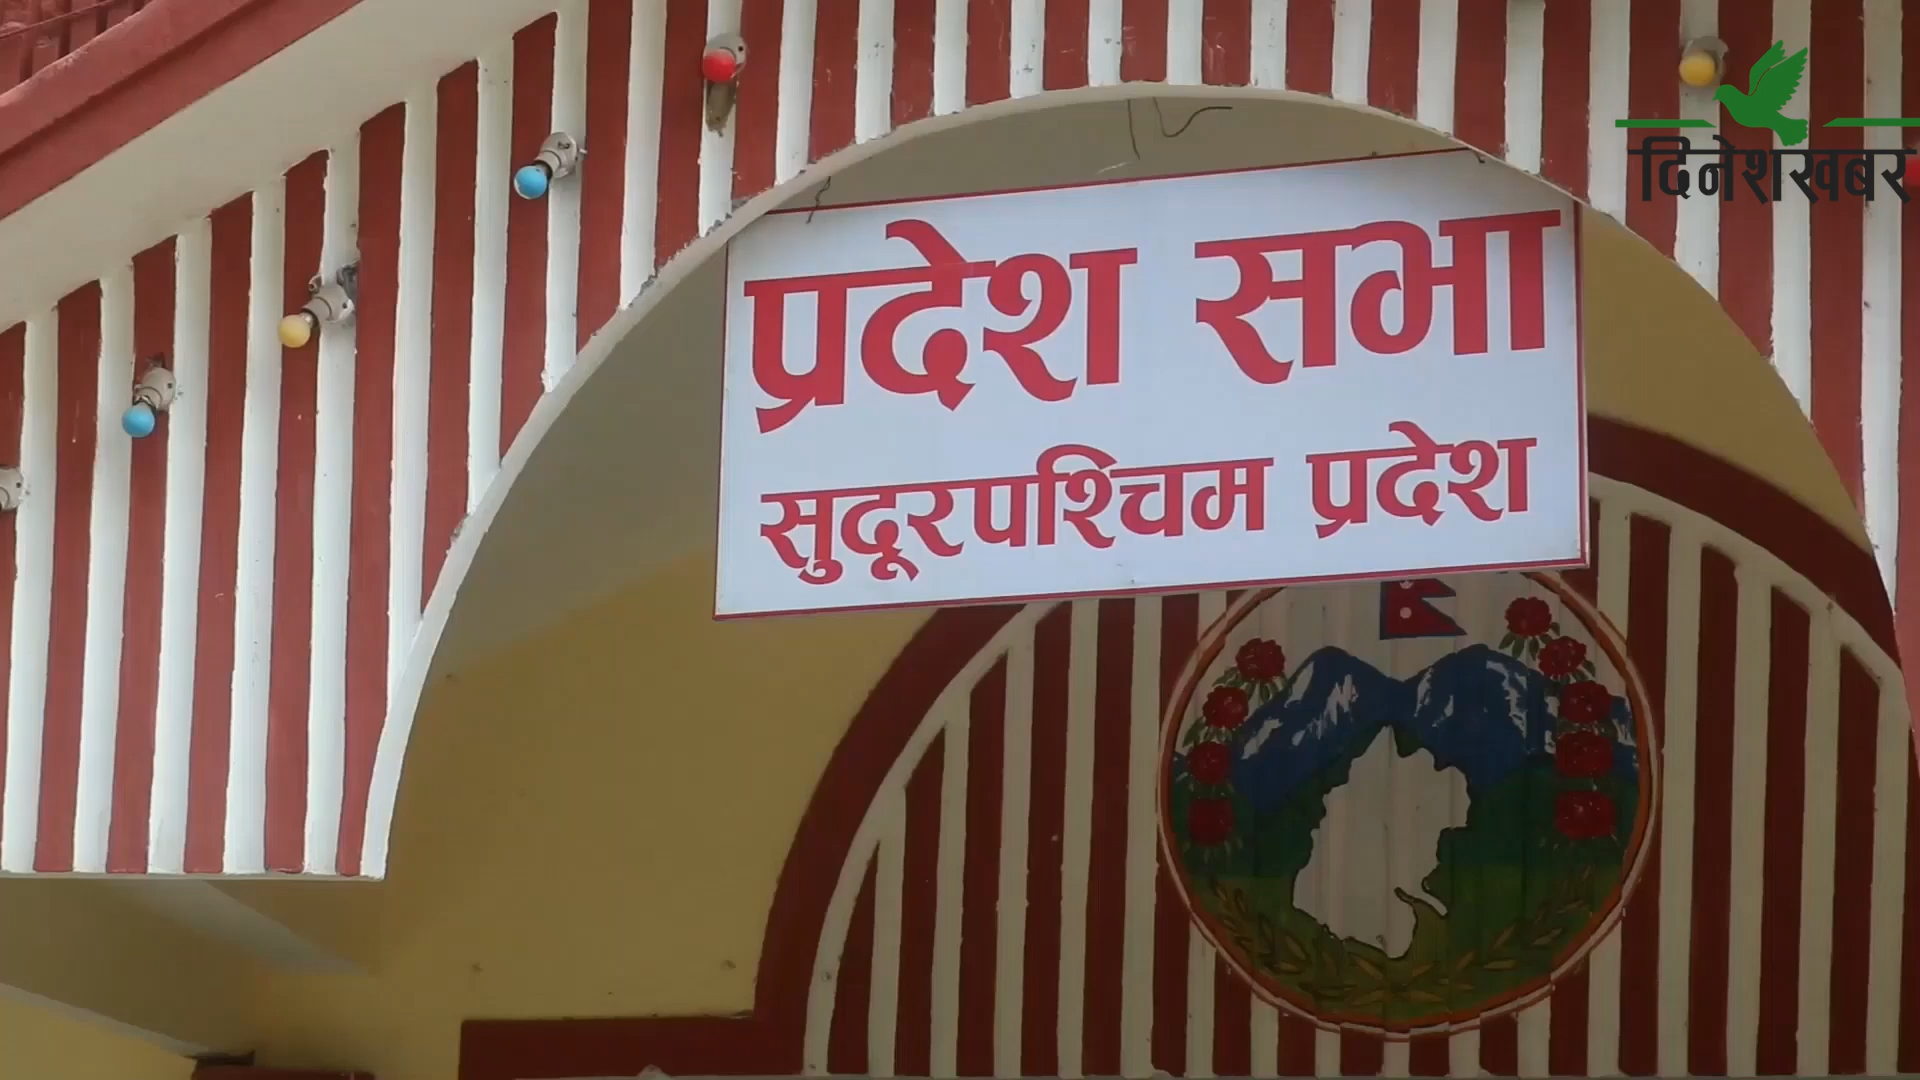 दिनेशखबर
प्रदेश सभा
सुदूरपश्चिम प्रदेश